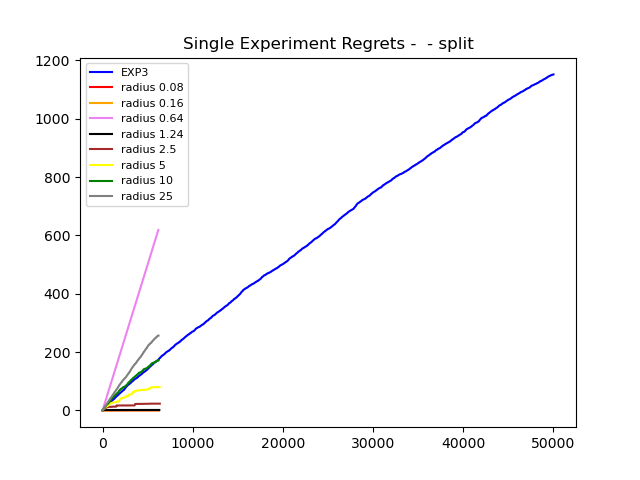 Single Experiment Regrets -  - split
EXP3
radius 0.08
radius 0.16
radius 0.64
radius 1.24
radius 2.5
radius 5
radius 10
radius 25
1200
1000
800
600
400
200
0
0 10000 20000 30000 40000 50000